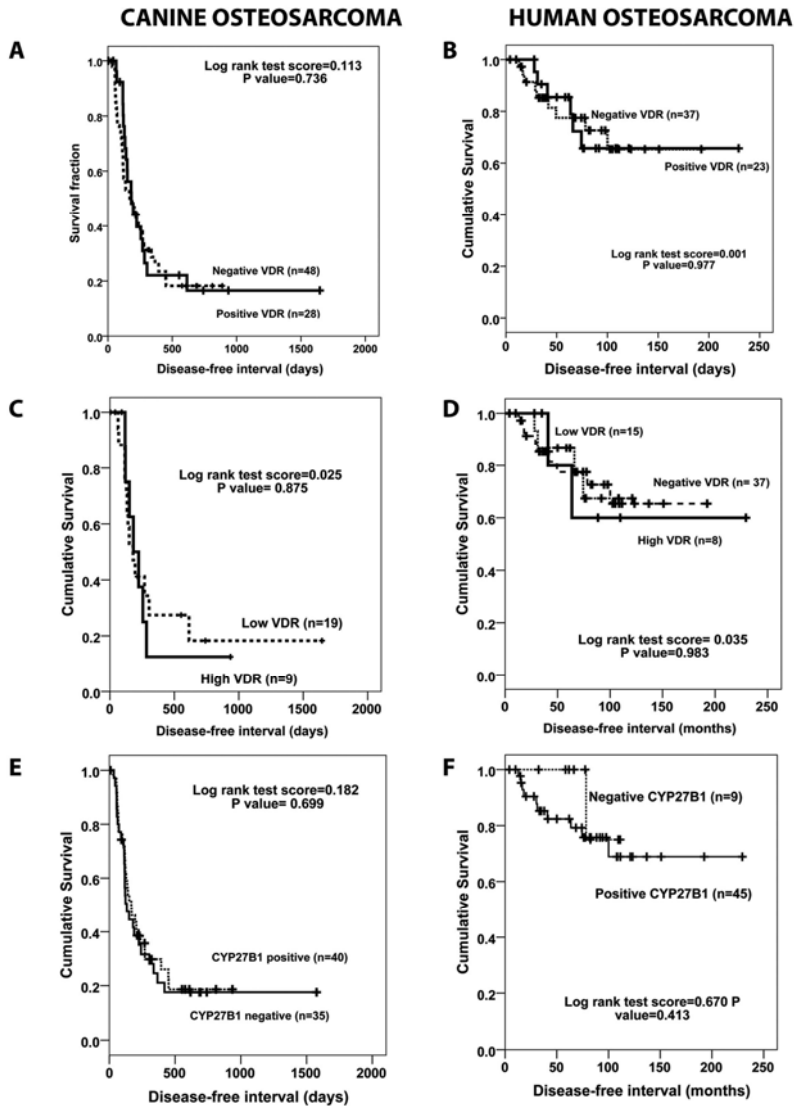 CANINE OSTEOSARCOMA
HUMAN OSTEOSARCOMA
A
Log rank test score=0.113
P value=0.736
Survival fraction
1.0
0.8
0.6
0.4
0.2
0.0
Negative VDR (n=48)
Positive VDR (n=28)
0 500 1000 1500 2000
Disease-free interval (days)
B
Cumulative Survival
1.0
0.8
0.6
0.4
0.2
0.0
Negative VDR (n=37)
Positive VDR (n=23)
Log rank test score=0.001
P value=0.977
0 50 100 150 200 250
Disease-free interval (days)
C
Cumulative Survival
1.0
0.8
0.6
0.4
0.2
0.0
Log rank test score=0.025
P value= 0.875
Low VDR (n=19)
High VDR (n=9)
0 500 1000 1500 2000
Disease-free interval (days)
D
Cumulative Survival
1.0
0.8
0.6
0.4
0.2
0.0
Low VDR (n=15)
Negative VDR (n= 37)
High VDR (n=8)
Log rank test score= 0.035
P value=0.983
0 50 100 150 200 250
Disease-free interval (months)
E
Cumulative Survival
1.0
0.8
0.6
0.4
0.2
0.0
Log rank test score=0.182
P value= 0.699
CYP27B1 positive (n=40)
CYP27B1 negative (n=35)
0 500 1000 1500 2000
Disease-free interval (days)
F
Cumulative Survival
1.0
0.8
0.6
0.4
0.2
0.0
Negative CYP27B1 (n=9)
Positive CYP27B1 (n=45)
Log rank test score=0.670 P
value=0.413
0 50 100 150 200 250
Disease-free interval (months)